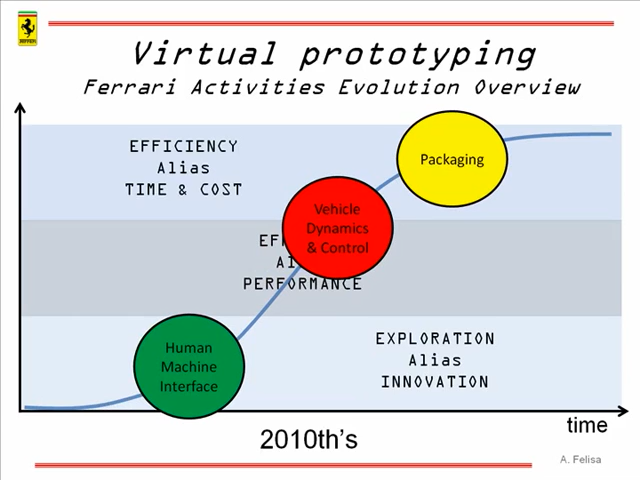 Virtual prototyping
Ferrari Activities Evolution Overview
EFFICIENCY
Alias
TIME & COST
Packaging
Vehicle
Dynamics
& Control
PERFORMANCE
Human
Machine
Interface
EXPLORATION
Alias
INNOVATION
time
2010th's
A. Felisa